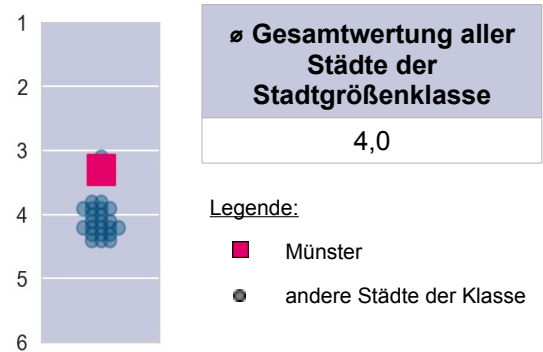 1
2
3
4
5
6
ø Gesamtwertung aller
Städte der
Stadtgrößenklasse
4,0
Legende:
Münster
andere Städte der Klasse